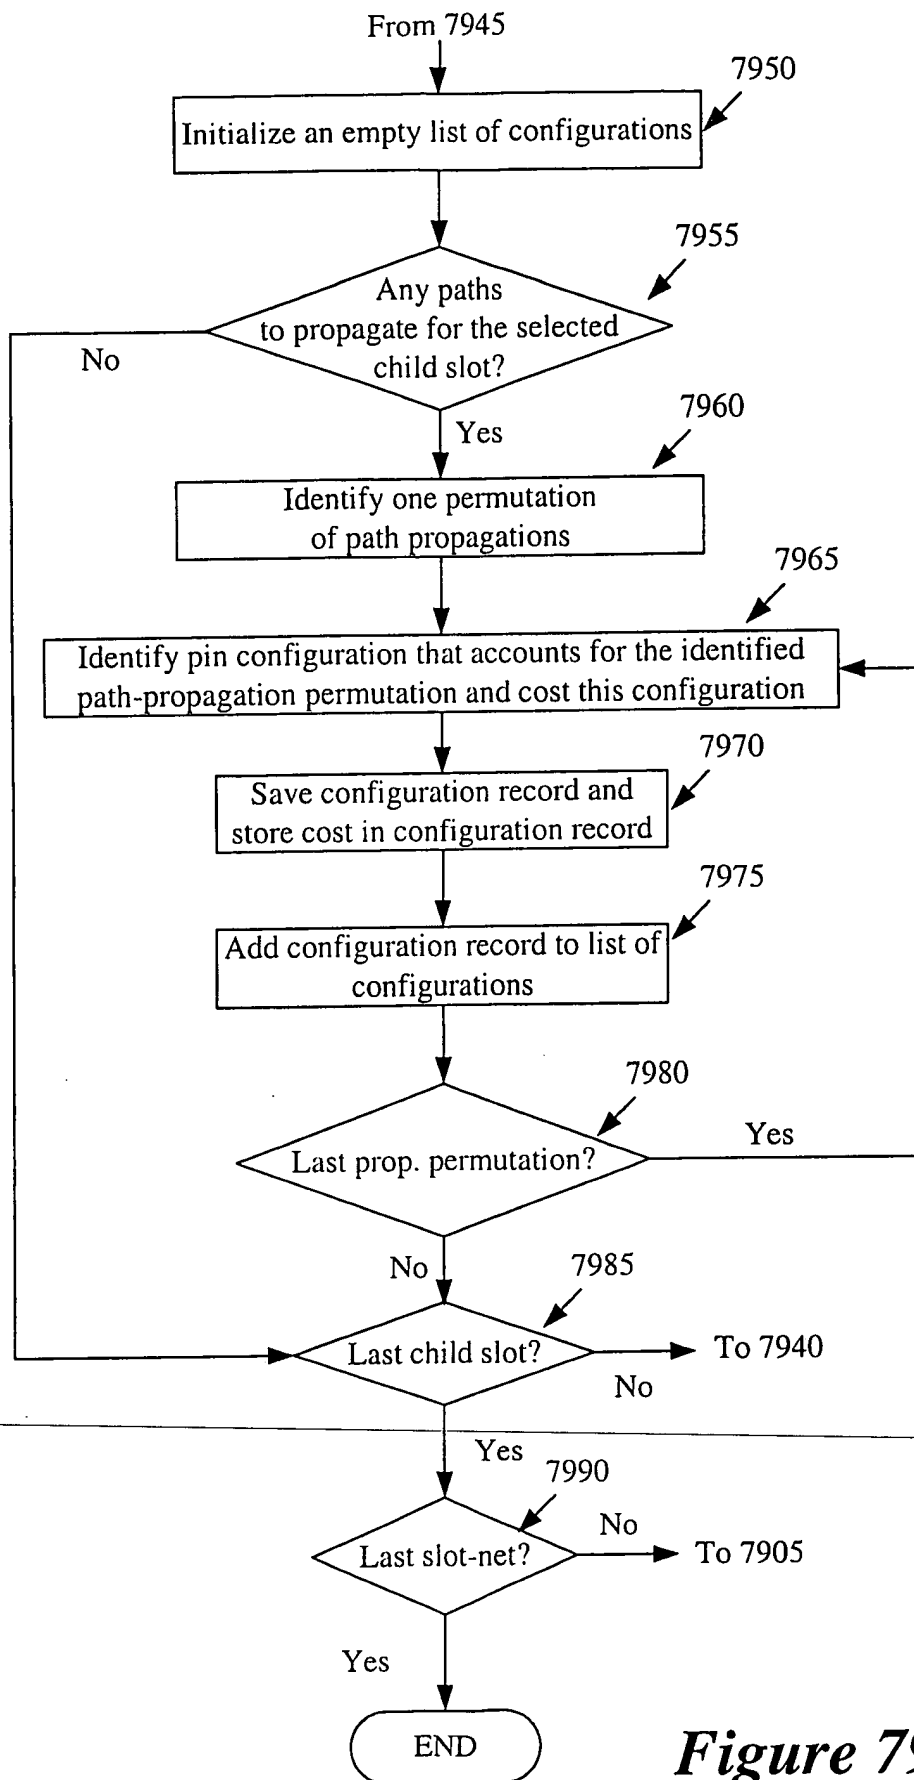 From 7945
7950
Initialize an empty list of configurations
7955
Any paths
to propagate for the selected
child slot?
No
7960
Yes
Identify one permutation
of path propagations
7965
Identify pin configuration that accounts for the identified
path-propagation permutation and cost this configuration
7970
Save configuration record and
store cost in configuration record
7975
Add configuration record to list of
configurations
7980
Last prop. permutation?
Yes
No
7985
Last child slot?
To 7940
No
Yes
7990
Last slot-net?
No
To 7905
Yes
END
Figure 79